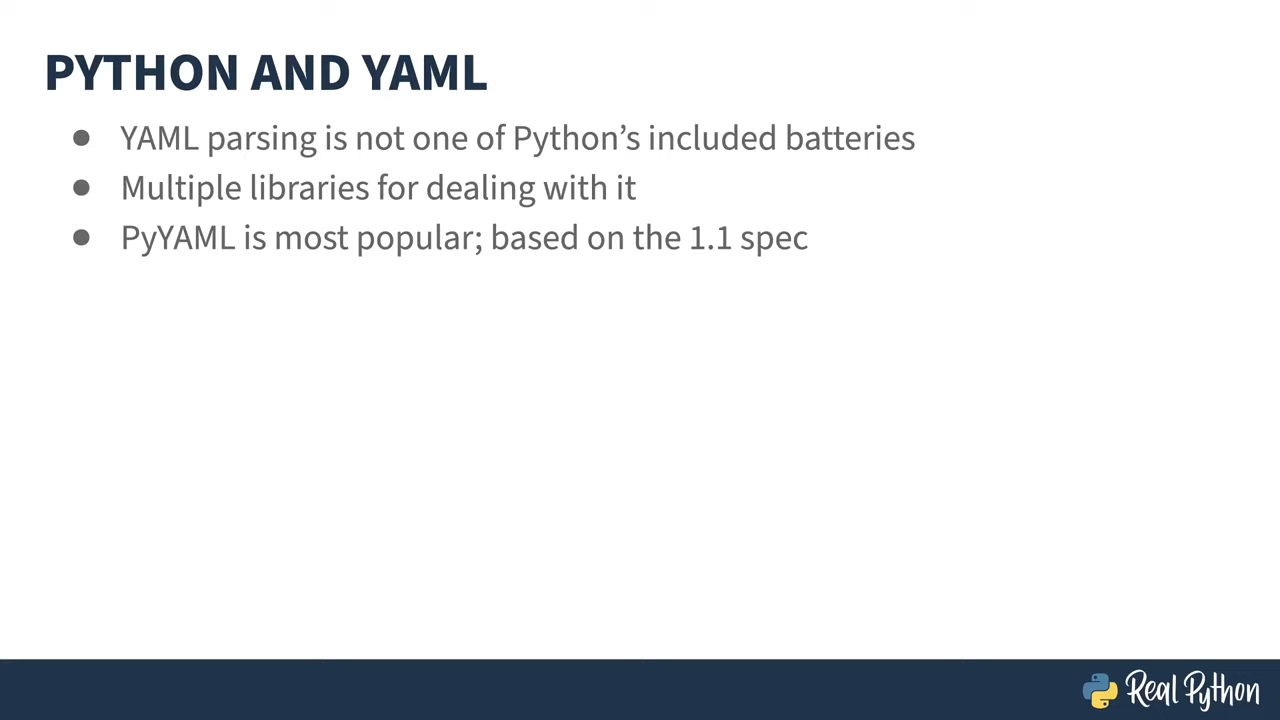 PYTHON AND YAML
● YAML parsing is not one of Python’s included batteries
● Multiple libraries for dealing with it
● PyYAML is most popular; based on the 1.1 spec
Real Python